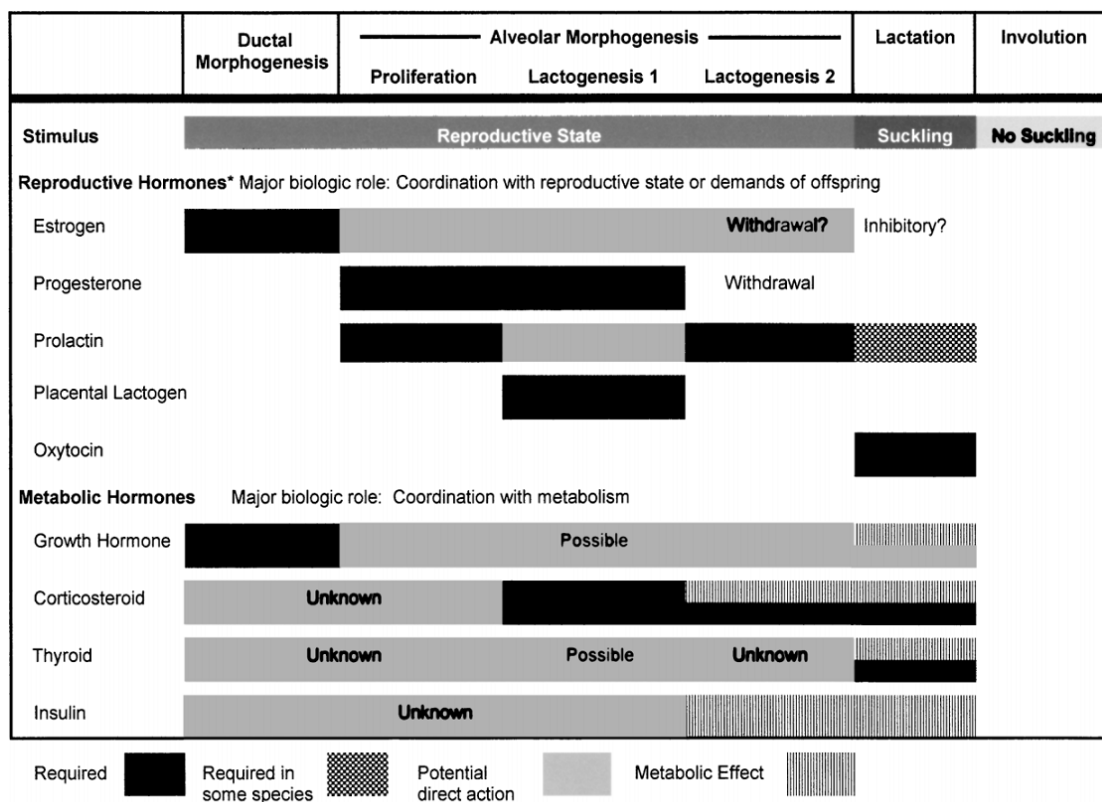 Ductal Morphogenesis
Alveolar Morphogenesis
Lactation
Involution
Proliferation
Lactogenesis 1
Lactogenesis 2
Stimulus
Reproductive State
Suckling
No Suckling
Reproductive Hormones* Major biologic role: Coordination with reproductive state or demands of offspring
Estrogen
Withdrawal?
Inhibitory?
Progesterone
Withdrawal
Prolactin
Placental Lactogen
Oxytocin
Metabolic Hormones Major biologic role: Coordination with metabolism
Growth Hormone
Possible
Corticosteroid
Unknown
Thyroid
Unknown
Possible
Unknown
Insulin
Unknown
Required
Required in
some species
Potential
direct action
Metabolic Effect